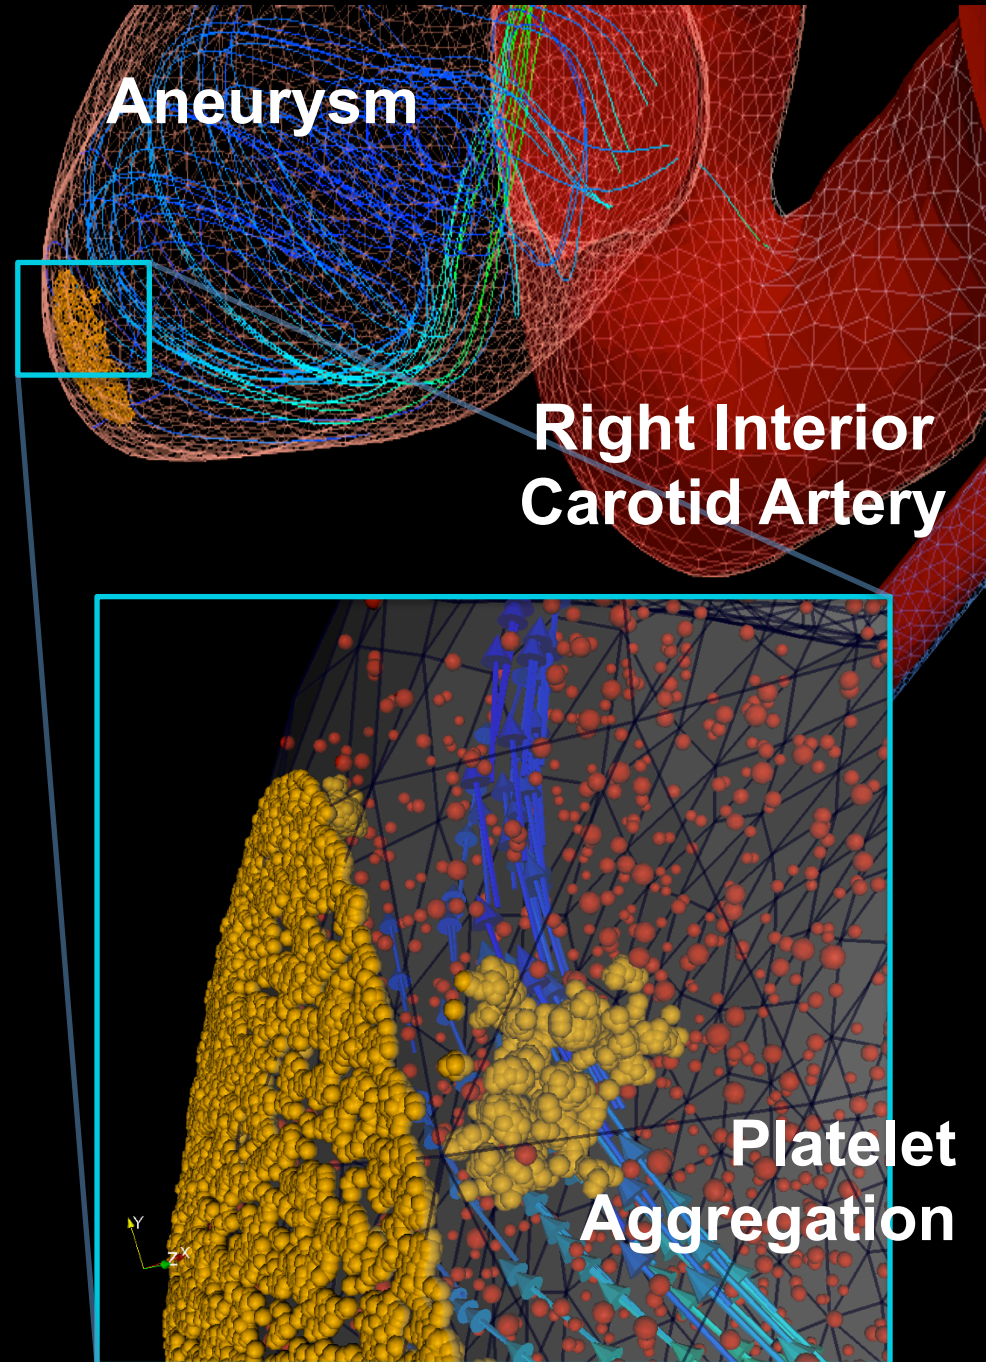 Aneurysm
Right Interior
Carotid Artery
Platelet
Aggregation
Y
Z X